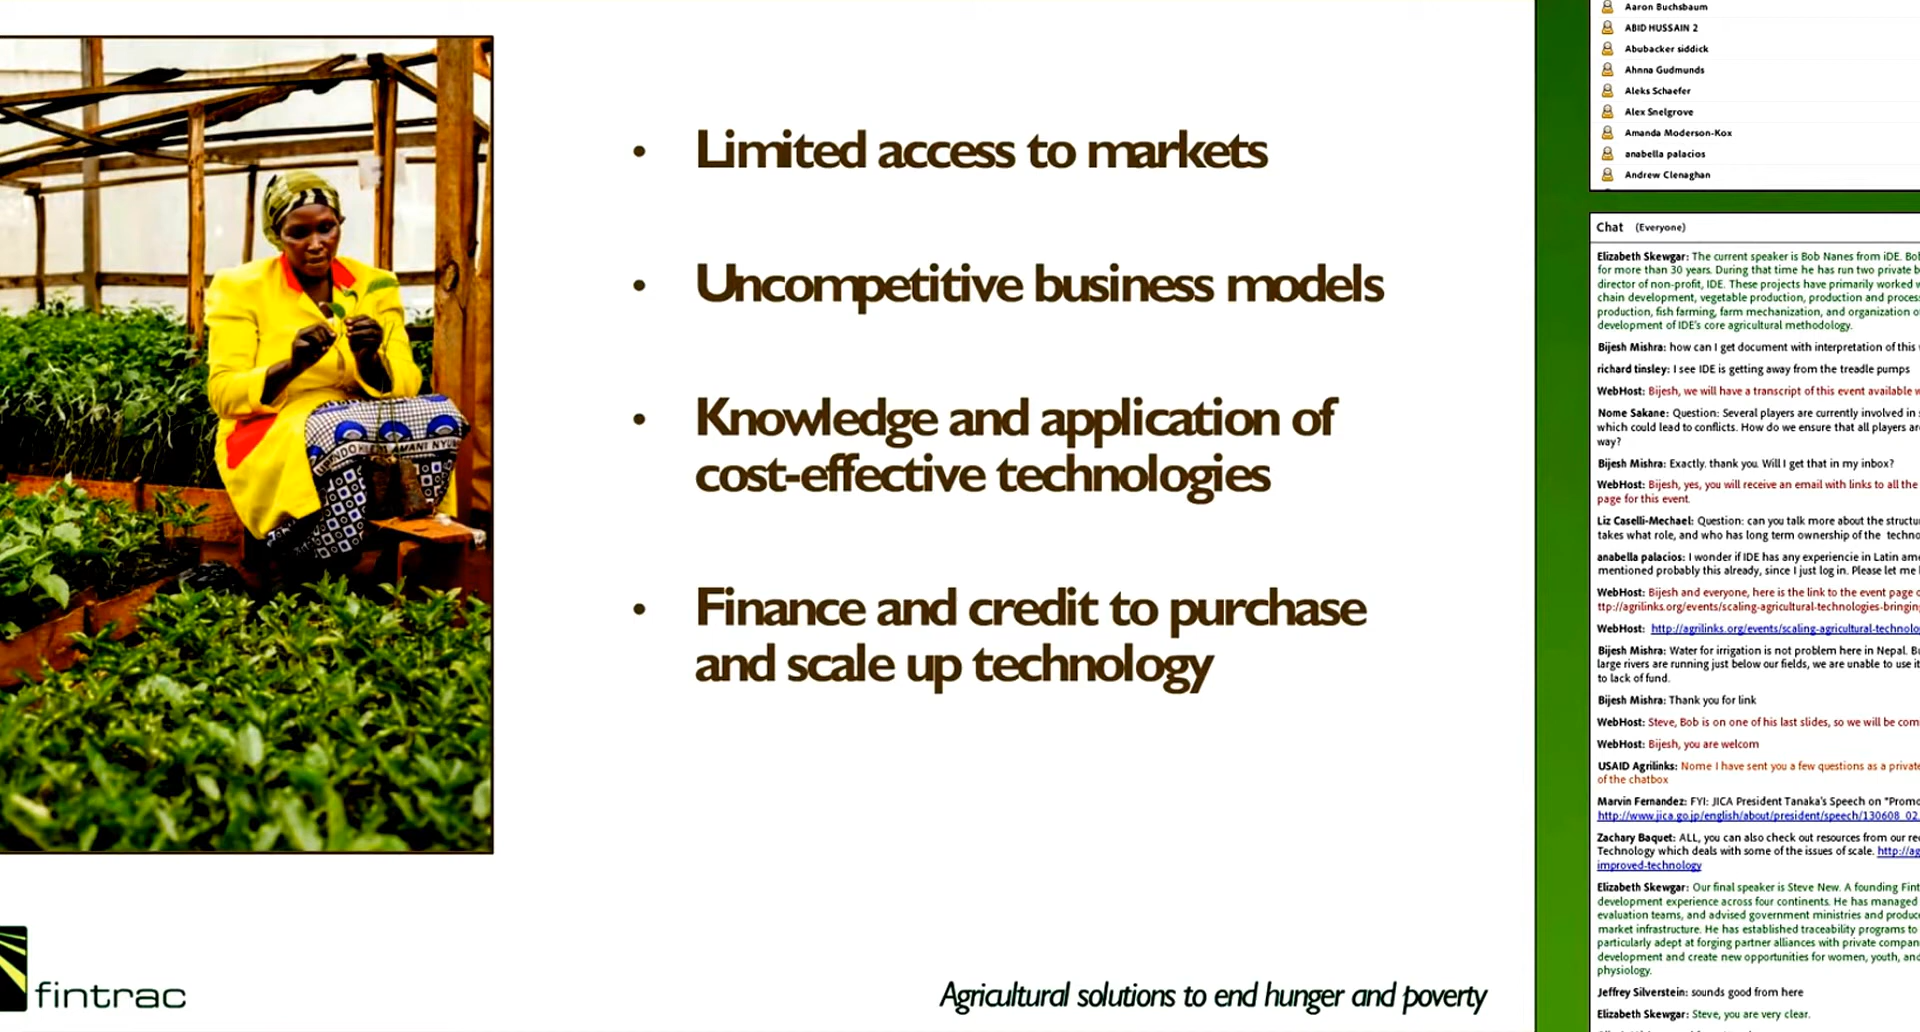 Limited access to markets
Uncompetitive business models
Knowledge and application of
cost-effective technologies
Finance and credit to purchase
and scale up technology
fintrac
Agricultural solutions to end hunger and poverty
Aaron Buchsbaum
ABID HUSSAIN 2
Abubacker siddick
Ahnna Gudmunds
Aleks Schaefer
Alex Snelgrove
Amanda Moderson-Kox
anabella palacios
Andrew Clenaghan
Chat (Everyone)
Elizabeth Skewgar: The current speaker is Bob Nanes from iDE. Bob
for more than 30 years. During that time he has run two private b
director of non-profit, IDE. These projects have primarily worked w
chain development, vegetable production, production and process
production, fish farming, farm mechanization, and organization of
development of IDE's core agricultural methodology.
Bijesh Mishra: how can I get document with interpretation of this
richard tinsley: I see IDE is getting away from the treadle pumps
WebHost: Bijesh, we will have a transcript of this event available w
Nome Sakane: Question: Several players are currently involved in
which could lead to conflicts. How do we ensure that all players are
way?
Bijesh Mishra: Exactly. thank you. Will I get that in my inbox?
WebHost: Bijesh, yes, you will receive an email with links to all the
page for this event.
Liz Caselli-Mechael: Question: can you talk more about the structu
takes what role, and who has long term ownership of the techno
anabella palacios: I wonder if IDE has any experiencie in Latin ame
mentioned probably this already, since I just log in. Please let me
WebHost: Bijesh and everyone, here is the link to the event page o
ttp://agrilinks.org/events/scaling-agricultural-technologies-bringing
WebHost: http://agrilinks.org/events/scaling-agricultural-technolo
Bijesh Mishra: Water for irrigation is not problem here in Nepal. Bu
large rivers are running just below our fields, we are unable to use it
to lack of fund.
Bijesh Mishra: Thank you for link
WebHost: Steve, Bob is on one of his last slides, so we will be com
WebHost: Bijesh, you are welcom
USAID Agrilinks: Nome I have sent you a few questions as a private
of the chatbox
Marvin Fernandez: FYI: JICA President Tanaka's Speech on "Promo
http://www.jica.go.jp/english/about/president/speech/130608_02.
Zachary Baquet: ALL, you can also check out resources from our re
Technology which deals with some of the issues of scale. http://ag
improved-technology
Elizabeth Skewgar: Our final speaker is Steve New. A founding Fint
development experience across four continents. He has managed
evaluation teams, and advised government ministries and produce
market infrastructure. He has established traceability programs to
particularly adept at forging partner alliances with private compan
development and create new opportunities for women, youth, and
physiology.
Jeffrey Silverstein: sounds good from here
Elizabeth Skewgar: Steve, you are very clear.